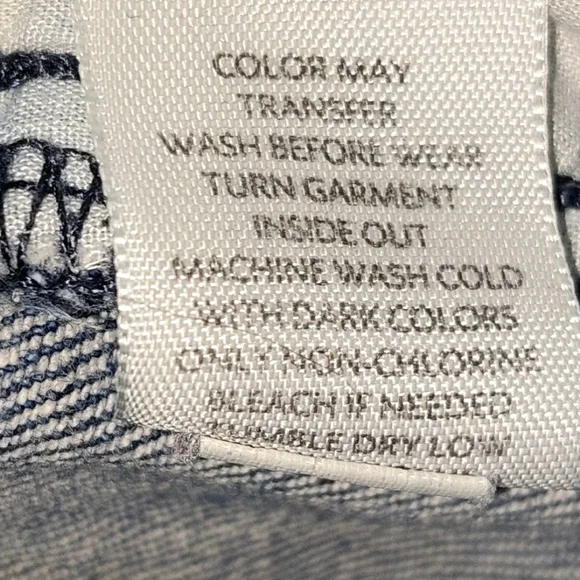 COLOR MAY
TRANSFER
WASH BEFORE WEAR
TURN GARMENT
INSIDE OUT
MACHINE WASH COLD
WITH DARK COLORS
ONLY NON-CHLORINE
BLEACH IF NEEDED
TUMBLE DRY LOW